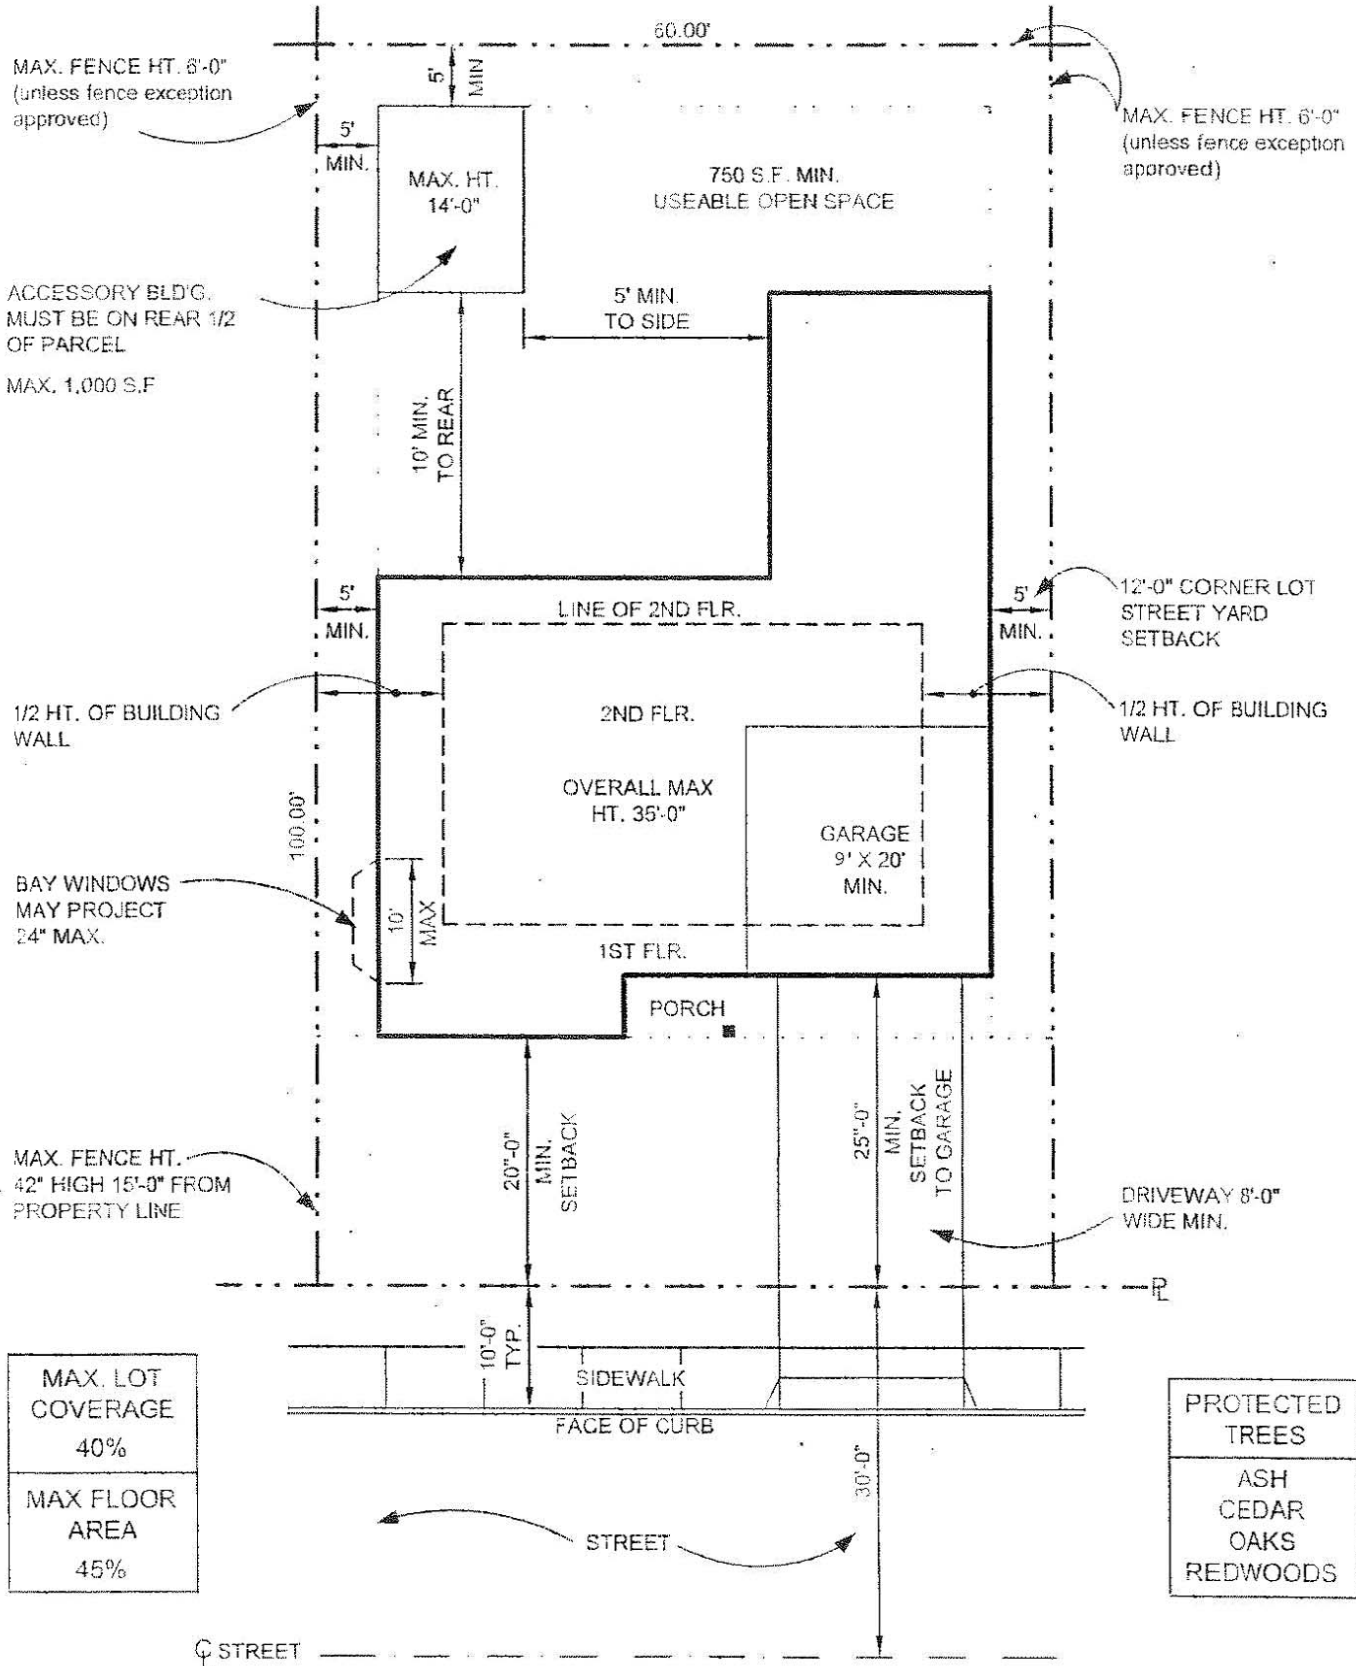 60.00'
MAX. FENCE HT. 6'-0"
(unless fence exception
approved)
5'
MIN
MAX. FENCE HT. 6'-0"
(unless fence exception
approved)
5'
MIN.
MAX. HT.
14'-0"
750 S.F. MIN.
USEABLE OPEN SPACE
ACCESSORY BLD'G.
MUST BE ON REAR 1/2
OF PARCEL
MAX. 1,000 S.F
5' MIN.
TO SIDE
10' MIN.
TO REAR
5'
MIN.
LINE OF 2ND FLR.
5'
MIN.
12'-0" CORNER LOT
STREET YARD
SETBACK
1/2 HT. OF BUILDING
WALL
2ND FLR.
1/2 HT. OF BUILDING
WALL
OVERALL MAX
HT. 35'-0"
100.00'
GARAGE
9' X 20'
MIN.
BAY WINDOWS
MAY PROJECT
24" MAX.
10'
MAX
1ST FLR.
PORCH
20"-0"
MIN.
SETBACK
25"-0"
MIN.
SETBACK
TO GARAGE
MAX. FENCE HT.
42" HIGH 15'-0" FROM
PROPERTY LINE
DRIVEWAY 8'-0"
WIDE MIN.
PL
10'-0"
TYP.
SIDEWALK
FACE OF CURB
MAX. LOT
COVERAGE
40%
MAX FLOOR
AREA
45%
PROTECTED
TREES
ASH
CEDAR
OAKS
REDWOODS
30'-0"
STREET
CL STREET